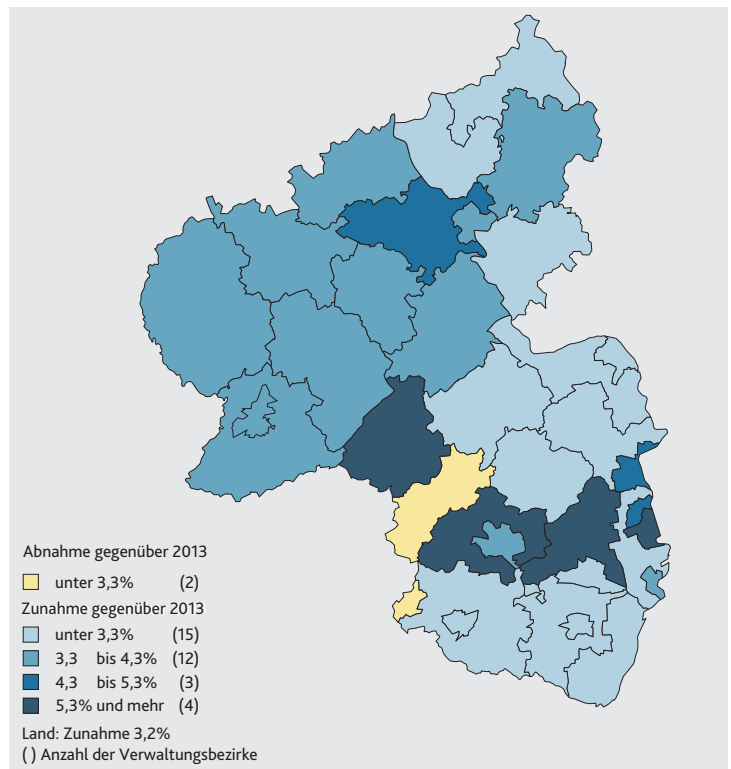 Abnahme gegenüber 2013
unter 3,3% (2)
Zunahme gegenüber 2013
unter 3,3% (15)
3,3 bis 4,3% (12)
4,3 bis 5,3% (3)
5,3% und mehr (4)
Land: Zunahme 3,2%
( ) Anzahl der Verwaltungsbezirke